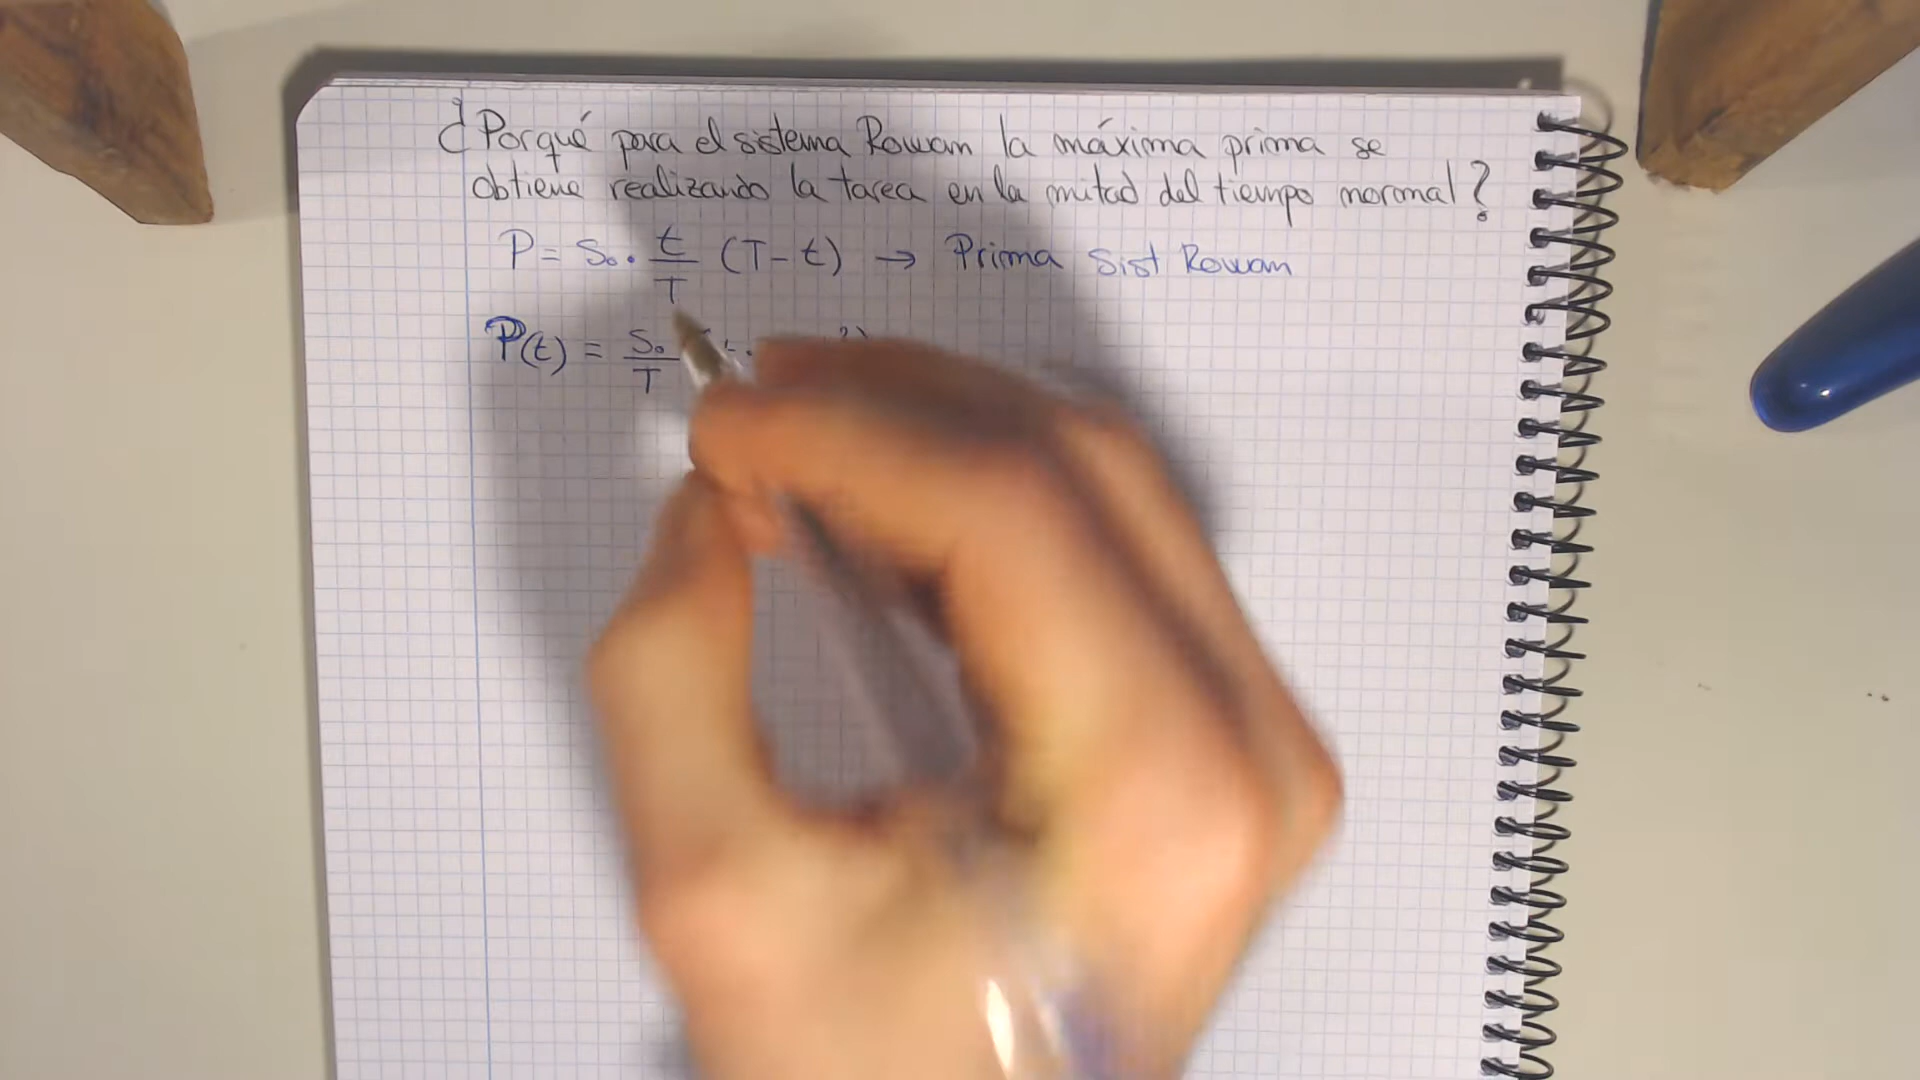 ¿Porqué para el sistema Rowan la máxima prima se
obtiene realizando la tarea en la mitad del tiempo normal?
P = S₀ · t/T (T - t) → Prima Sist Rowan
P(t) = S₀/T